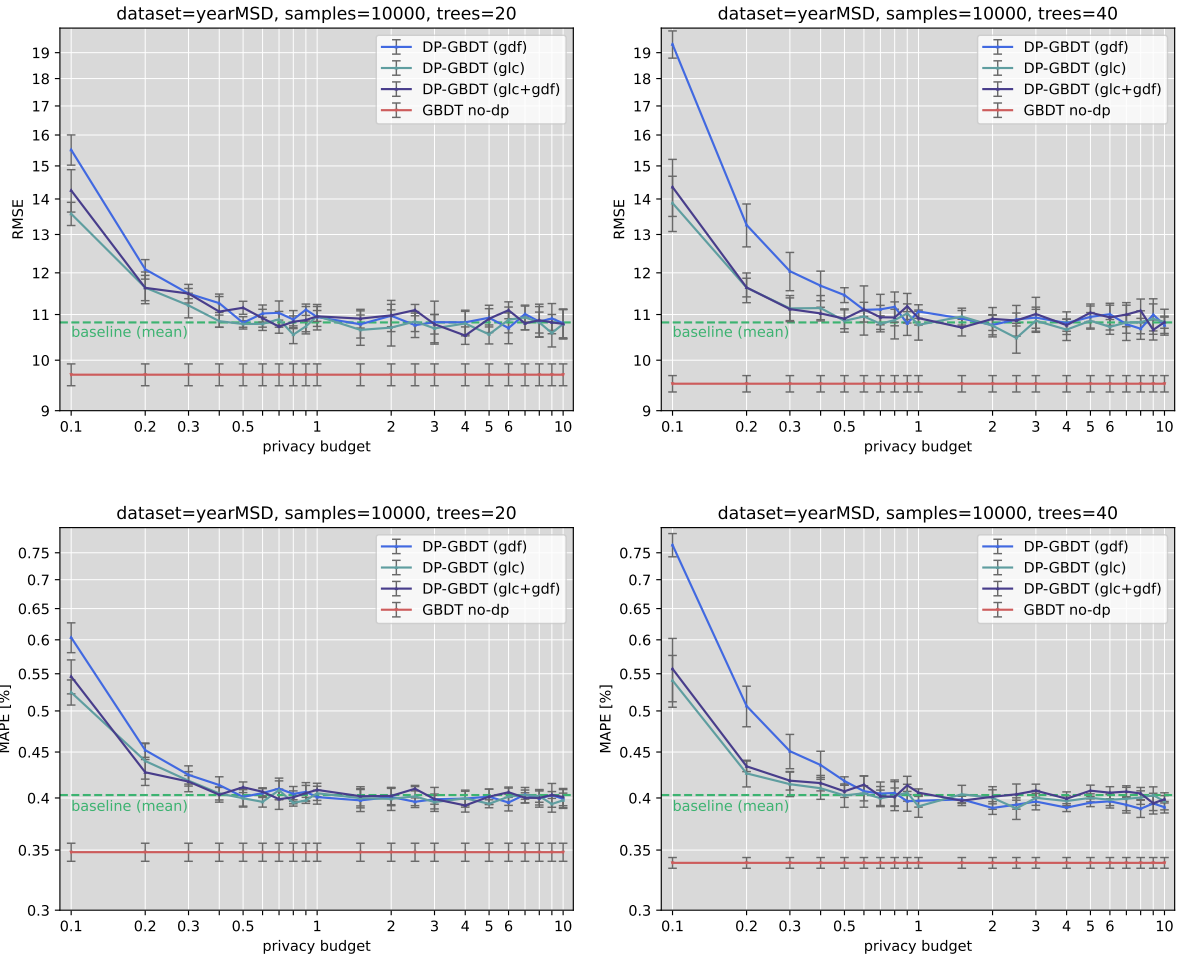 dataset=yearMSD, samples=10000, trees=20
19
18
17
16
15
14
13
12
11
10
9
RMSE
DP-GBDT (gdf)
DP-GBDT (glc)
DP-GBDT (glc+gdf)
GBDT no-dp
baseline (mean)
0.1 0.2 0.3 0.5 1 2 3 4 5 6 10
privacy budget
dataset=yearMSD, samples=10000, trees=40
19
18
17
16
15
14
13
12
11
10
9
RMSE
DP-GBDT (gdf)
DP-GBDT (glc)
DP-GBDT (glc+gdf)
GBDT no-dp
baseline (mean)
0.1 0.2 0.3 0.5 1 2 3 4 5 6 10
privacy budget
dataset=yearMSD, samples=10000, trees=20
0.75
0.7
0.65
0.6
0.55
0.5
0.45
0.4
0.35
0.3
MAPE [%]
DP-GBDT (gdf)
DP-GBDT (glc)
DP-GBDT (glc+gdf)
GBDT no-dp
baseline (mean)
0.1 0.2 0.3 0.5 1 2 3 4 5 6 10
privacy budget
dataset=yearMSD, samples=10000, trees=40
0.75
0.7
0.65
0.6
0.55
0.5
0.45
0.4
0.35
0.3
MAPE [%]
DP-GBDT (gdf)
DP-GBDT (glc)
DP-GBDT (glc+gdf)
GBDT no-dp
baseline (mean)
0.1 0.2 0.3 0.5 1 2 3 4 5 6 10
privacy budget